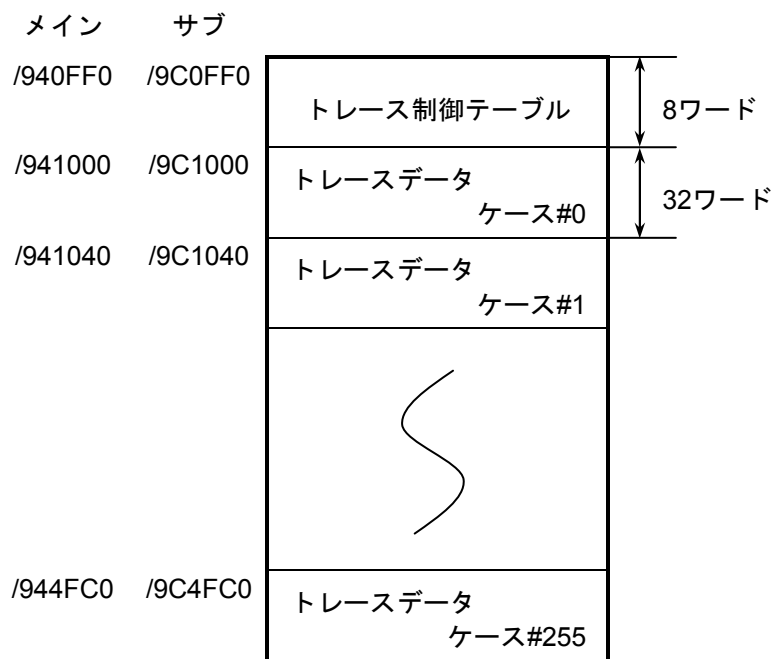 メイン サブ
/940FF0 /9C0FF0
トレース制御テーブル
8ワード
/941000 /9C1000
トレースデータ
ケース#0
32ワード
/941040 /9C1040
トレースデータ
ケース#1
/944FC0 /9C4FC0
トレースデータ
ケース#255